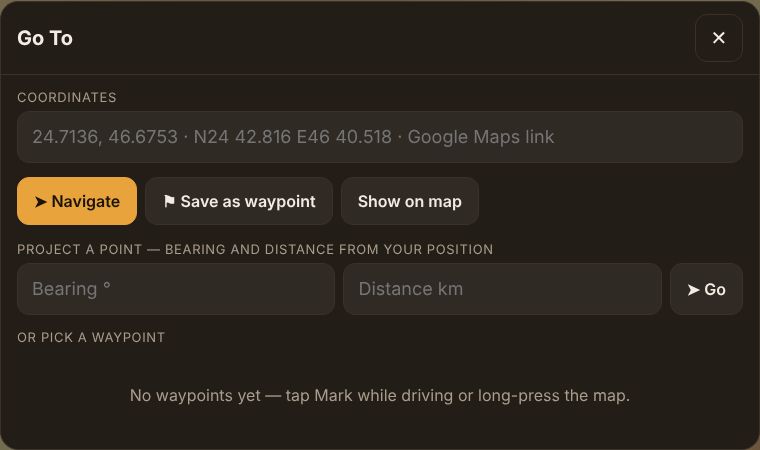 Go To
✕
COORDINATES
24.7136, 46.6753 · N24 42.816 E46 40.518 · Google Maps link
➤ Navigate
⚑ Save as waypoint
Show on map
PROJECT A POINT — BEARING AND DISTANCE FROM YOUR POSITION
Bearing °
Distance km
➤ Go
OR PICK A WAYPOINT
No waypoints yet — tap Mark while driving or long-press the map.